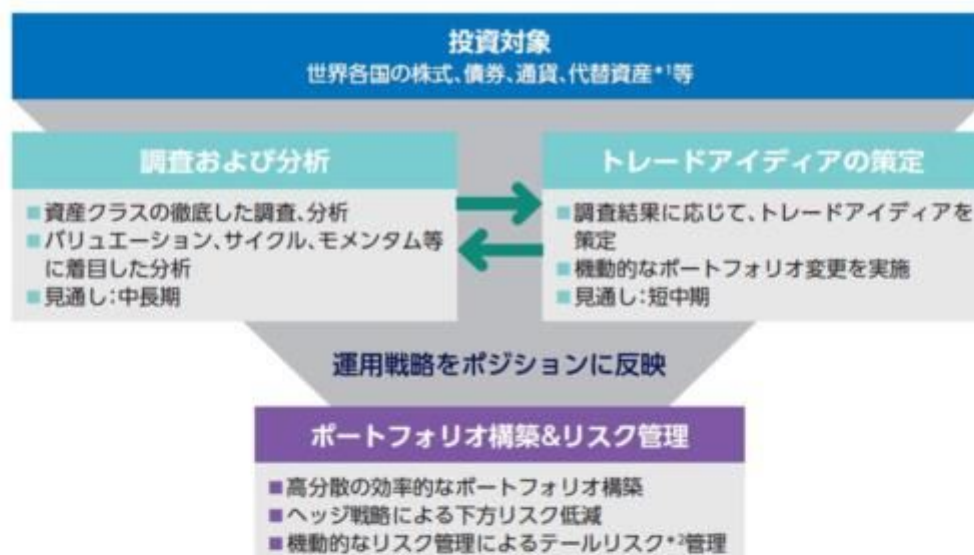 投資対象
世界各国の株式、債券、通貨、代替資産*1等
調査および分析
■資産クラスの徹底した調査、分析
■バリュエーション、サイクル、モメンタム等
に着目した分析
■見通し:中長期
トレードアイディアの策定
■調査結果に応じて、トレードアイディアを
策定
■機動的なポートフォリオ変更を実施
■見通し:短中期
運用戦略をポジションに反映
ポートフォリオ構築&リスク管理
■高分散の効率的なポートフォリオ構築
■ヘッジ戦略による下方リスク低減
■機動的なリスク管理によるテールリスク*2管理